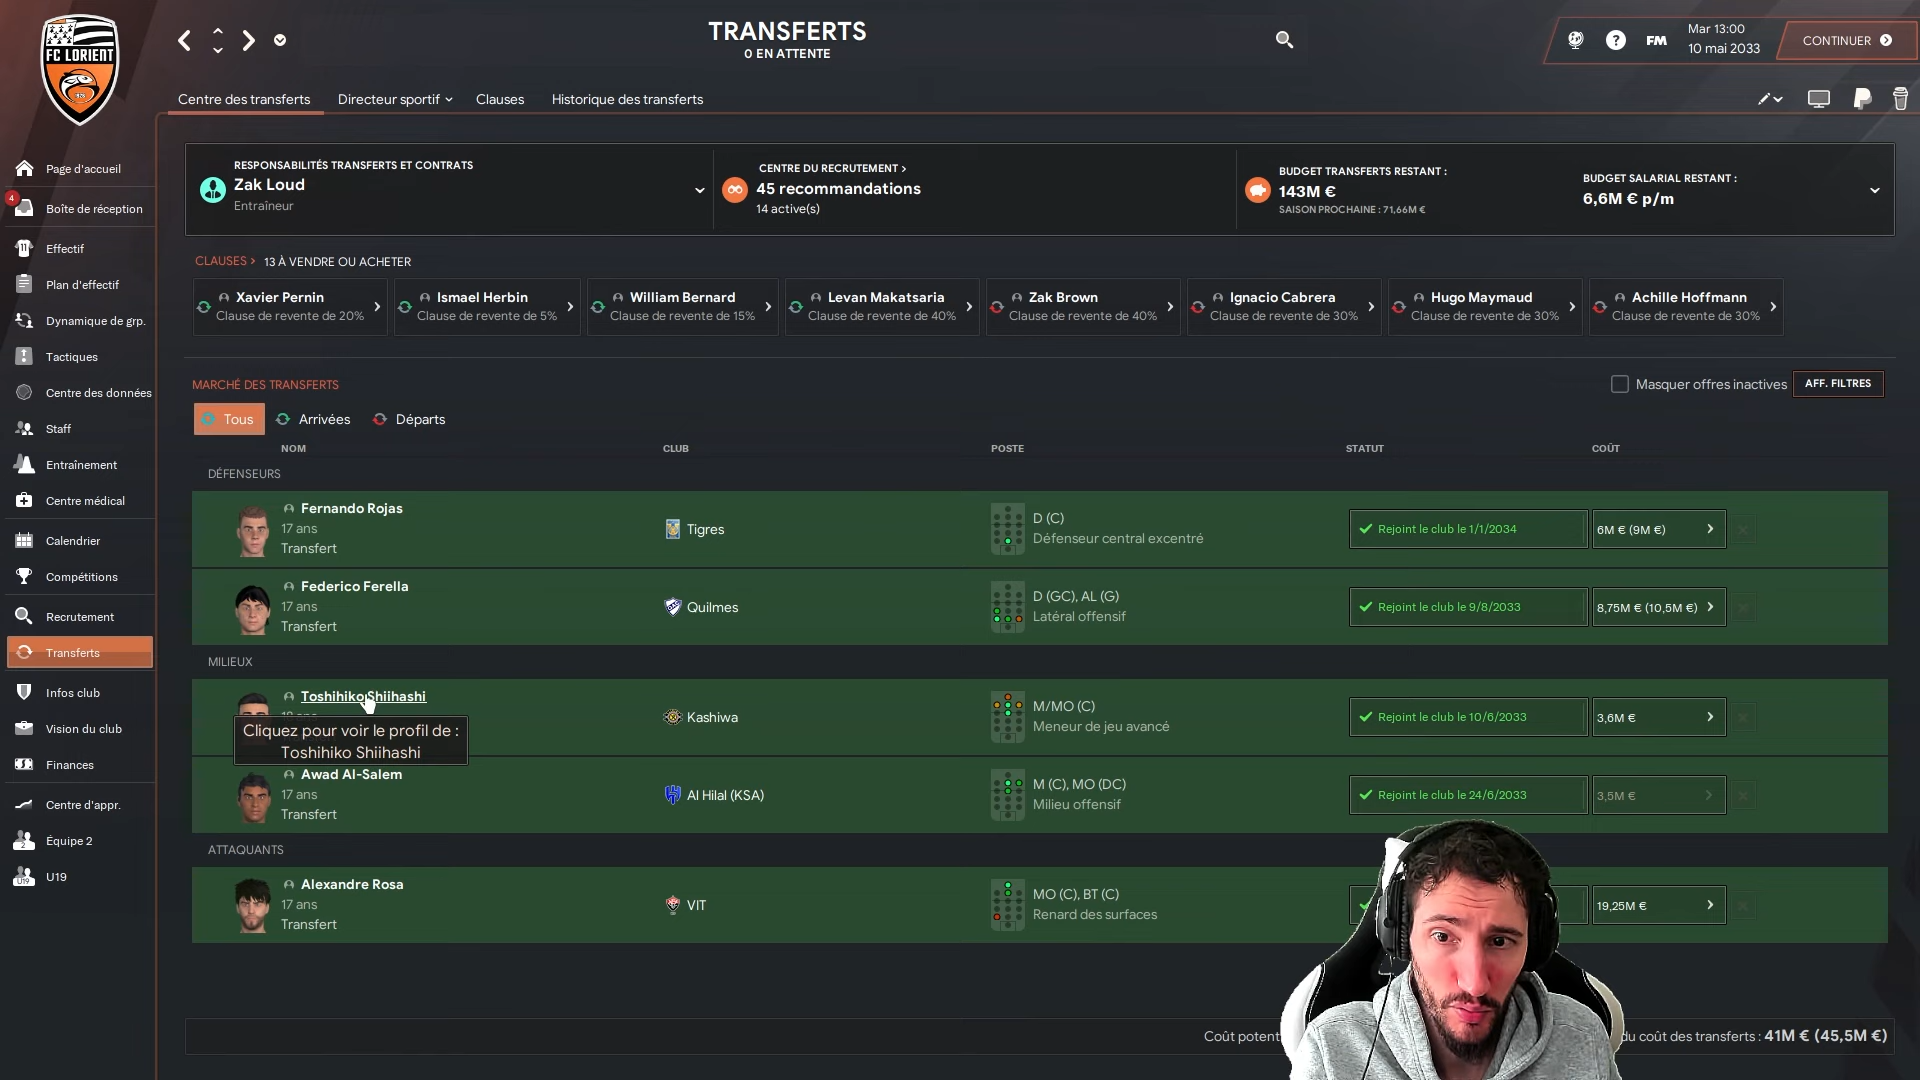 FC LORIENT
TRANSFERTS
0 EN ATTENTE
FM
Mar 13:00
10 mai 2033
CONTINUER
Centre des transferts
Directeur sportif
Clauses
Historique des transferts
Page d'accueil
4
Boîte de réception
Effectif
Plan d'effectif
Dynamique de grp.
Tactiques
Centre des données
Staff
Entraînement
Centre médical
Calendrier
Compétitions
Recrutement
Transferts
Infos club
Vision du club
Finances
Centre d'appr.
2
Équipe 2
U19
U19
RESPONSABILITÉS TRANSFERTS ET CONTRATS
Zak Loud
Entraîneur
CENTRE DU RECRUTEMENT >
45 recommandations
14 active(s)
BUDGET TRANSFERTS RESTANT :
143M €
SAISON PROCHAINE : 71,66M €
BUDGET SALARIAL RESTANT :
6,6M € p/m
CLAUSES > 13 À VENDRE OU ACHETER
Xavier Pernin
Clause de revente de 20%
Ismael Herbin
Clause de revente de 5%
William Bernard
Clause de revente de 15%
Levan Makatsaria
Clause de revente de 40%
Zak Brown
Clause de revente de 40%
Ignacio Cabrera
Clause de revente de 30%
Hugo Maymaud
Clause de revente de 30%
Achille Hoffmann
Clause de revente de 30%
MARCHÉ DES TRANSFERTS
Masquer offres inactives
AFF. FILTRES
Tous
Arrivées
Départs
NOM CLUB POSTE STATUT COÛT
DÉFENSEURS
Fernando Rojas
17 ans
Transfert
Tigres
D (C)
Défenseur central excentré
Rejoint le club le 1/1/2034
6M € (9M €)
Federico Ferella
17 ans
Transfert
Quilmes
D (GC), AL (G)
Latéral offensif
Rejoint le club le 9/8/2033
8,75M € (10,5M €)
MILIEUX
Toshihiko Shiihashi
Cliquez pour voir le profil de :
Toshihiko Shiihashi
Kashiwa
M/MO (C)
Meneur de jeu avancé
Rejoint le club le 10/6/2033
3,6M €
Awad Al-Salem
17 ans
Transfert
Al Hilal (KSA)
M (C), MO (DC)
Milieu offensif
Rejoint le club le 24/6/2033
3,5M €
ATTAQUANTS
Alexandre Rosa
17 ans
Transfert
VIT
MO (C), BT (C)
Renard des surfaces
19,25M €
Coût potent
du coût des transferts : 41M € (45,5M €)